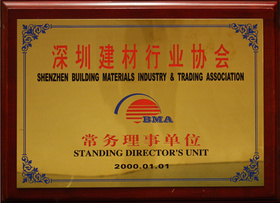 深圳建材行业协会
SHENZHEN BUILDING MATERIALS INDUSTRY & TRADING ASSOCIATION
BMA
常务理事单位
STANDING DIRECTOR'S UNIT
2000.01.01